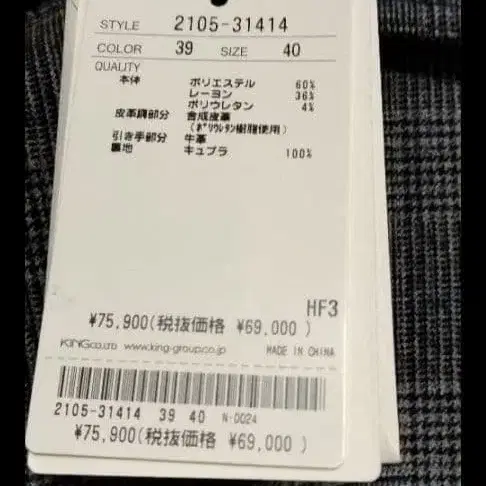 STYLE 2105-31414
COLOR 39 SIZE 40
QUALITY
本体 ポリエステル 60%
レーヨン 36%
ポリウレタン 4%
皮革調部分 合成皮革
(ポリウレタン樹脂使用)
引き手部分 牛革
裏地 キュプラ 100%
HF3
¥75,900(税抜価格 ¥69,000)
KINGco.,LTD. www.king-group.co.jp MADE IN CHINA
2105-31414 39 40 N-0024
¥75,900(税抜価格 ¥69,000)